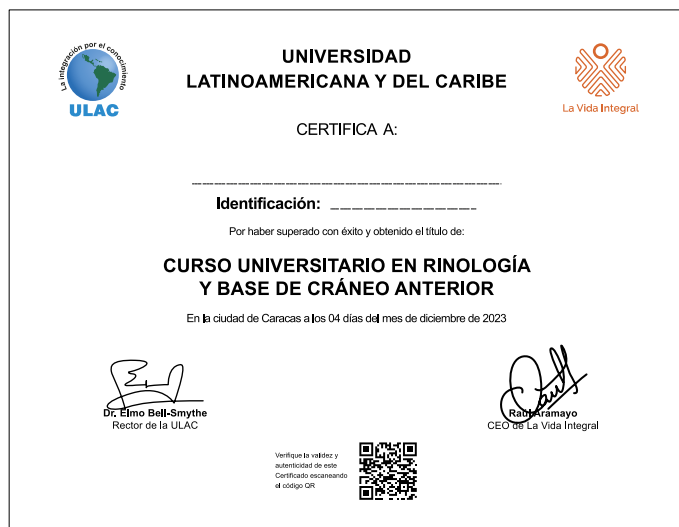 La integración por el conocimiento
ULAC
UNIVERSIDAD
LATINOAMERICANA Y DEL CARIBE
La Vida Integral
CERTIFICA A:
Identificación:
Por haber superado con éxito y obtenido el título de:
CURSO UNIVERSITARIO EN RINOLOGÍA
Y BASE DE CRÁNEO ANTERIOR
En la ciudad de Caracas a los 04 días del mes de diciembre de 2023
Dr. Elmo Bell-Smythe
Rector de la ULAC
Raúl Aramayo
CEO de La Vida Integral
Verifique la validez y
autenticidad de este
Certificado escaneando
el código QR